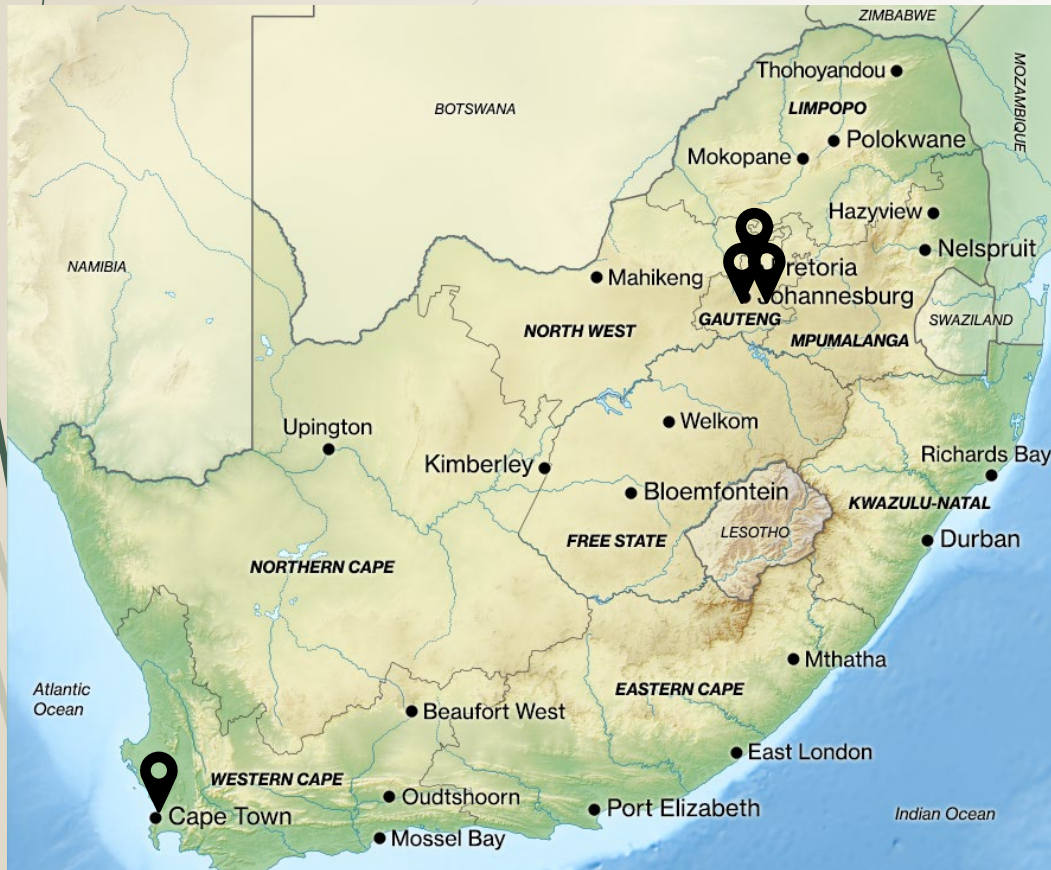 ZIMBABWE
Thohoyandou
MOZAMBIQUE
BOTSWANA
LIMPOPO
Polokwane
Mokopane
Hazyview
Nelspruit
NAMIBIA
retoria
Mahikeng
Johannesburg
GAUTENG
SWAZILAND
NORTH WEST
MPUMALANGA
Welkom
Upington
Richards Bay
Kimberley
Bloemfontein
KWAZULU-NATAL
LESOTHO
FREE STATE
Durban
NORTHERN CAPE
Mthatha
Atlantic
Ocean
EASTERN CAPE
Beaufort West
East London
WESTERN CAPE
Oudtshoorn
Port Elizabeth
Cape Town
Indian Ocean
Mossel Bay